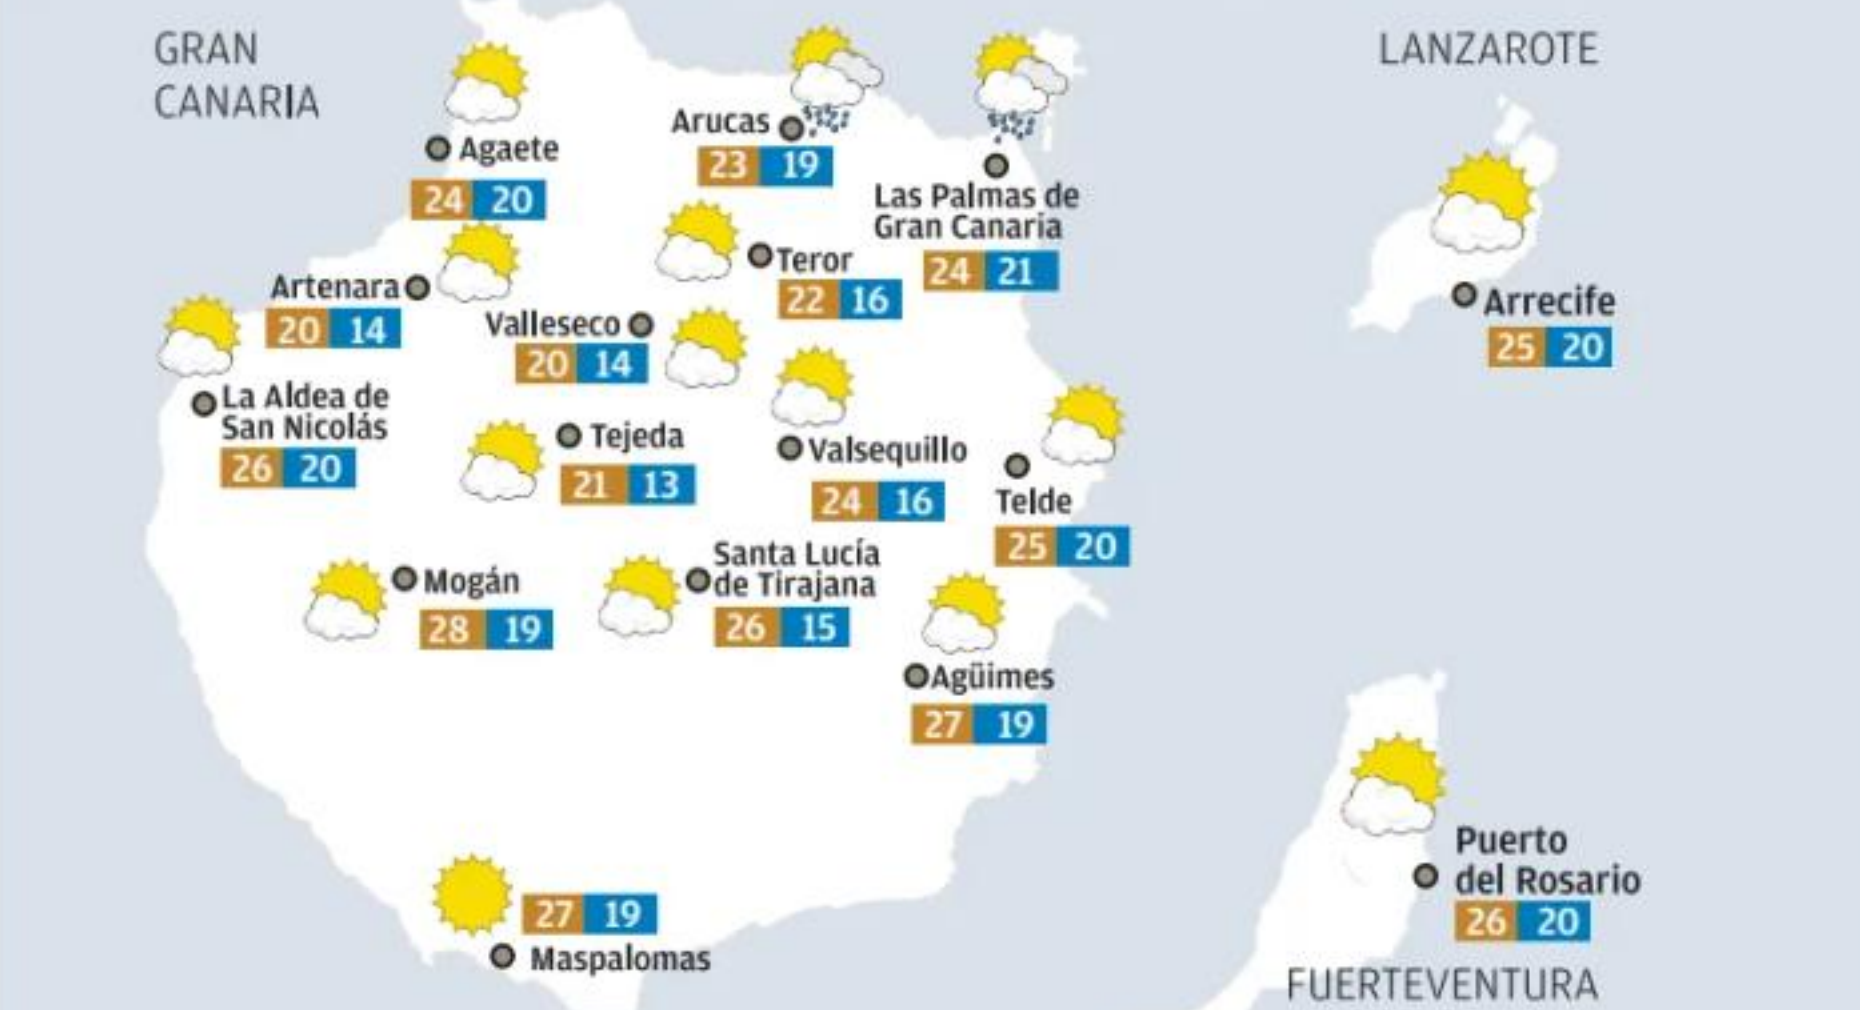 GRAN
CANARIA
LANZAROTE
Agaete
24 20
Arucas
23 19
Las Palmas de
Gran Canaria
24 21
Teror
22 16
Artenara
20 14
Valleseco
20 14
Arrecife
25 20
La Aldea de
San Nicolás
26 20
Tejeda
21 13
Valsequillo
24 16
Telde
25 20
Mogán
28 19
Santa Lucía
de Tirajana
26 15
Agüimes
27 19
27 19
Maspalomas
Puerto
del Rosario
26 20
FUERTEVENTURA